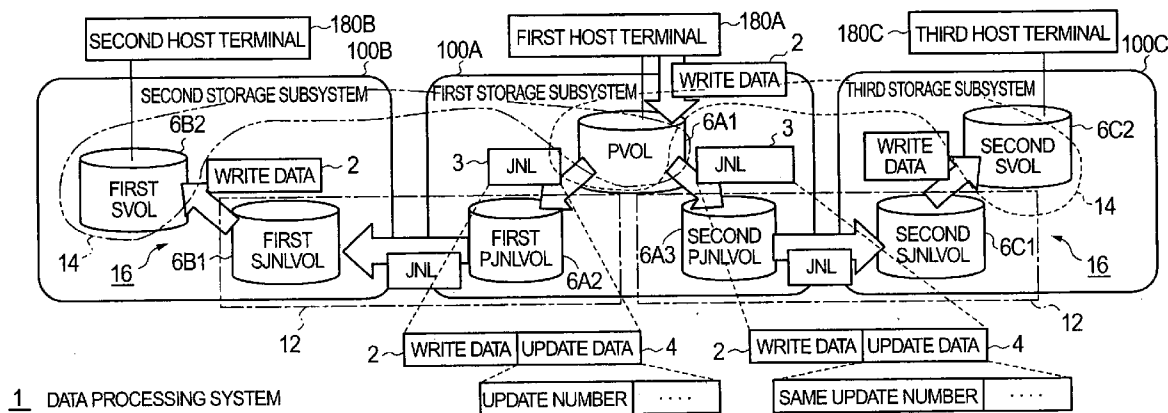 180B
SECOND HOST TERMINAL
100B
180A
FIRST HOST TERMINAL
100A
2
WRITE DATA
180C
THIRD HOST TERMINAL
100C
SECOND STORAGE SUBSYSTEM
FIRST STORAGE SUBSYSTEM
THIRD STORAGE SUBSYSTEM
6B2
FIRST
SVOL
WRITE DATA
2
3
JNL
PVOL
6A1
3
JNL
WRITE
DATA
SECOND
SVOL
6C2
14
16
6B1
FIRST
SJNLVOL
JNL
FIRST
PJNLVOL
6A2
6A3
SECOND
PJNLVOL
JNL
SECOND
SJNLVOL
6C1
14
16
12
12
2
WRITE DATA
UPDATE DATA
4
2
WRITE DATA
UPDATE DATA
4
UPDATE NUMBER
....
SAME UPDATE NUMBER
....
1 DATA PROCESSING SYSTEM